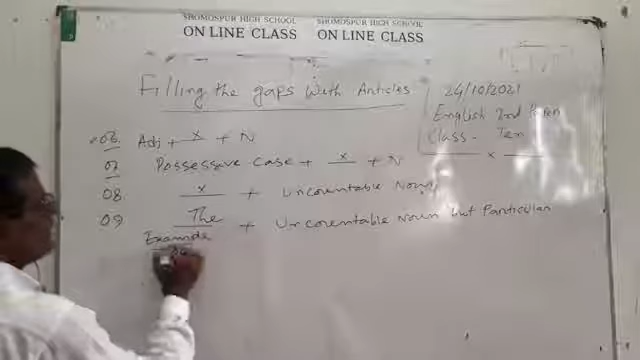 SHOMOSPUR HIGH SCHOOL SHOMOSPUR HIGH SCHOOL
ON LINE CLASS ON LINE CLASS
Filling the gaps with Articles
24/10/2021
English 2nd
Class - Ten
x
06. Adj + x + N
07 Possessive case + x + N
08. x + Uncountable Noun
09 The + Uncountable Noun but Particular
Example